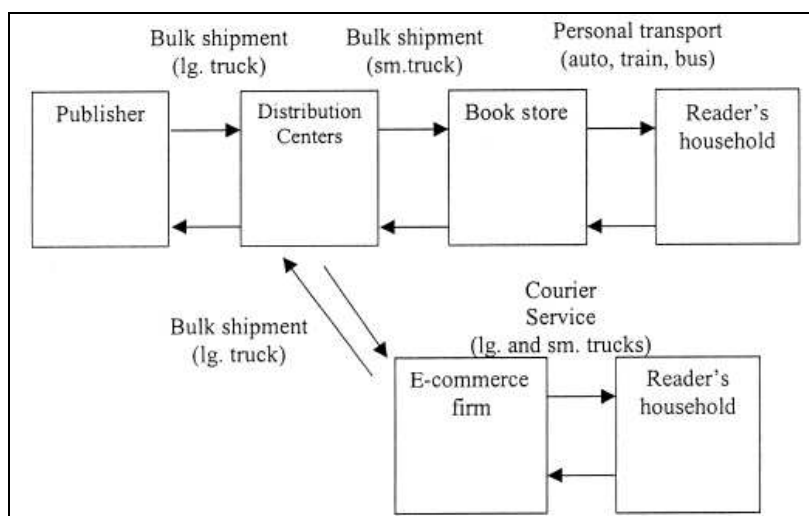 Bulk shipment
(lg. truck)
Bulk shipment
(sm.truck)
Personal transport
(auto, train, bus)
Publisher
Distribution
Centers
Book store
Reader's
household
Bulk shipment
(lg. truck)
Courier
Service
(lg. and sm. trucks)
E-commerce
firm
Reader's
household